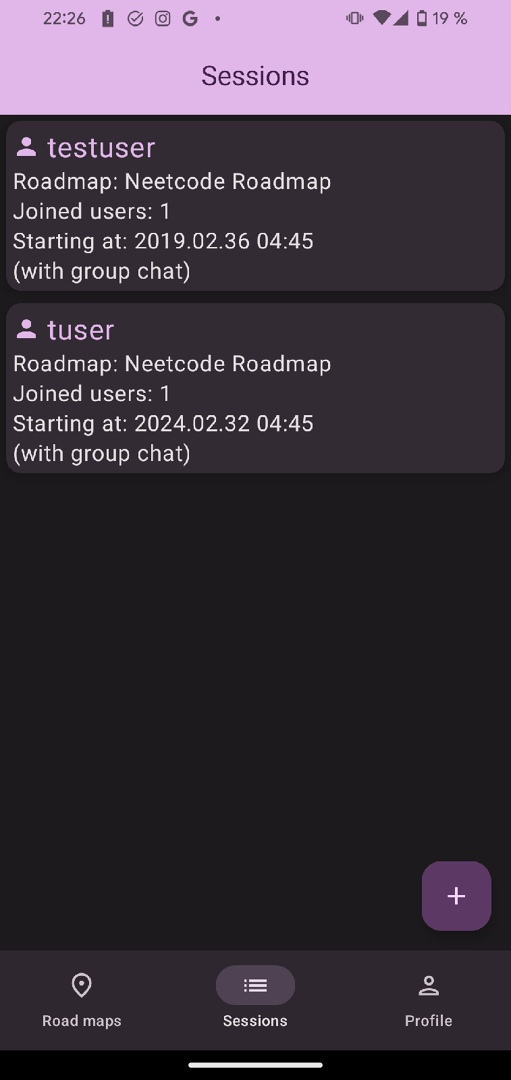 22:26 19 %
Sessions
testuser
Roadmap: Neetcode Roadmap
Joined users: 1
Starting at: 2019.02.36 04:45
(with group chat)
tuser
Roadmap: Neetcode Roadmap
Joined users: 1
Starting at: 2024.02.32 04:45
(with group chat)
+
Road maps Sessions Profile